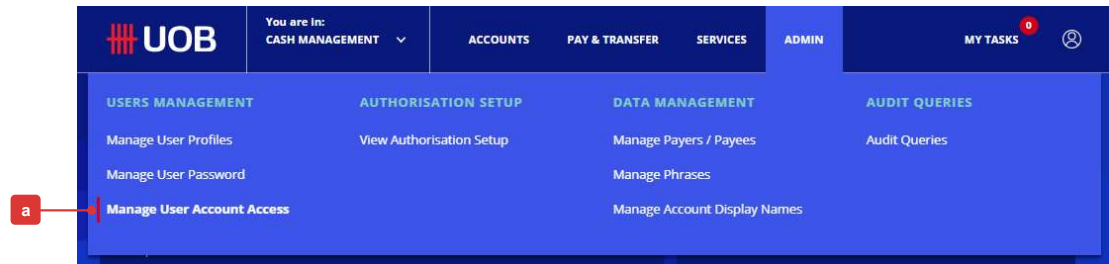 UOB
You are in:
CASH MANAGEMENT
ACCOUNTS
PAY & TRANSFER
SERVICES
ADMIN
MY TASKS
0
USERS MANAGEMENT
Manage User Profiles
Manage User Password
Manage User Account Access
AUTHORISATION SETUP
View Authorisation Setup
DATA MANAGEMENT
Manage Payers / Payees
Manage Phrases
Manage Account Display Names
AUDIT QUERIES
Audit Queries
a